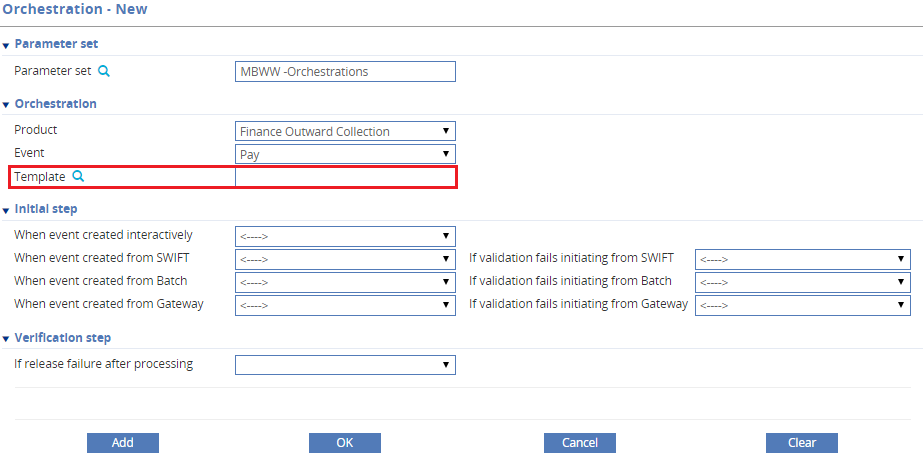 Orchestration - New
Parameter set
Parameter set MBWW -Orchestrations
Orchestration
Product Finance Outward Collection
Event Pay
Template
Initial step
When event created interactively <---->
When event created from SWIFT <----> If validation fails initiating from SWIFT <---->
When event created from Batch <----> If validation fails initiating from Batch <---->
When event created from Gateway <----> If validation fails initiating from Gateway <---->
Verification step
If release failure after processing
Add OK Cancel Clear